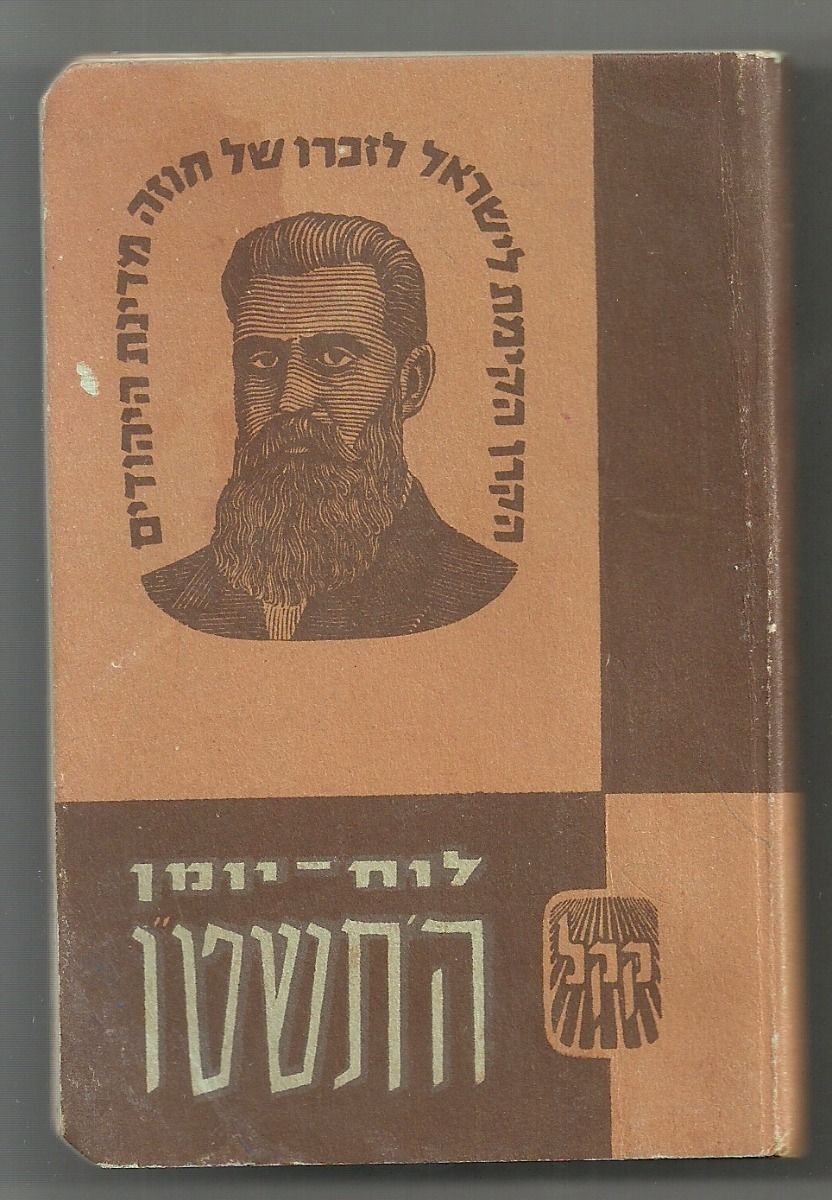 הקרן הקימת לישראל לזכרו של חוזה מדינת היהודים
לוח-יומן
ה'תשט"ו
קקל